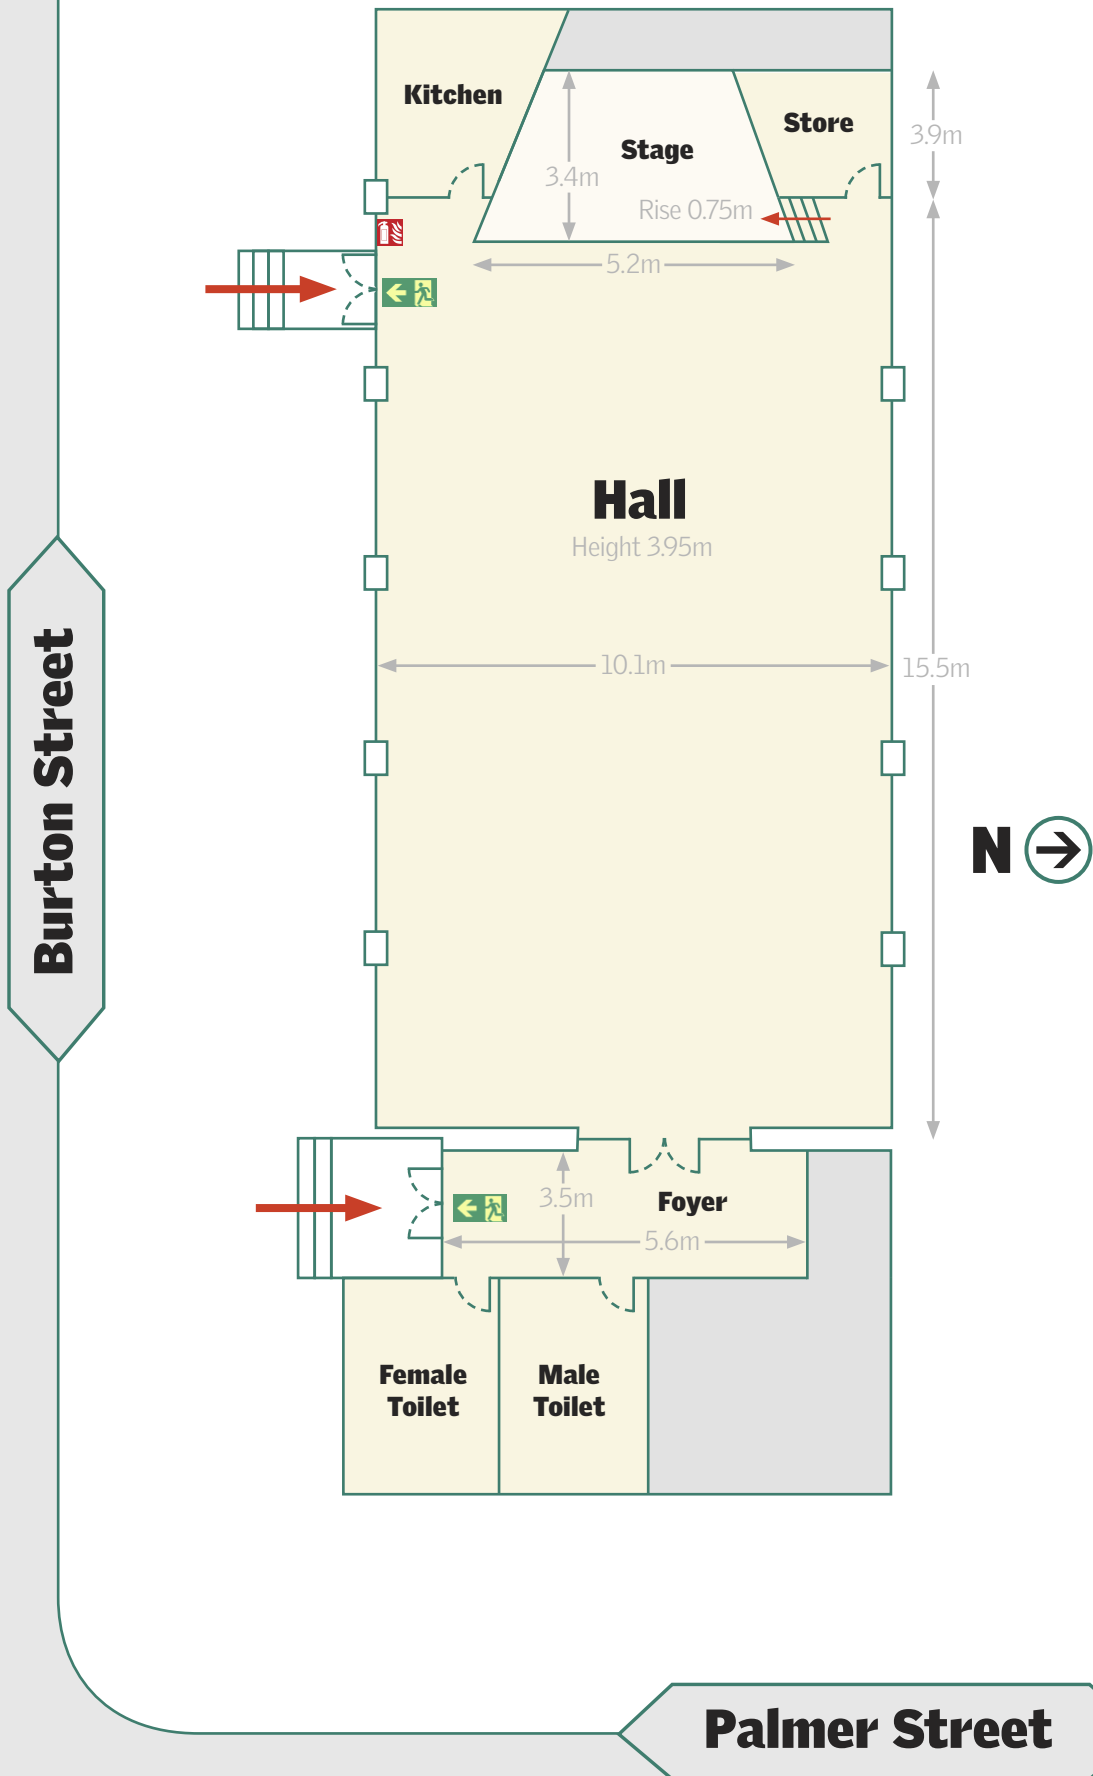 Kitchen
Stage
Store
3.9m
3.4m
Rise 0.75m
5.2m
Hall
Height 3.95m
10.1m
15.5m
Burton Street
N
3.5m
Foyer
5.6m
Female
Toilet
Male
Toilet
Palmer Street